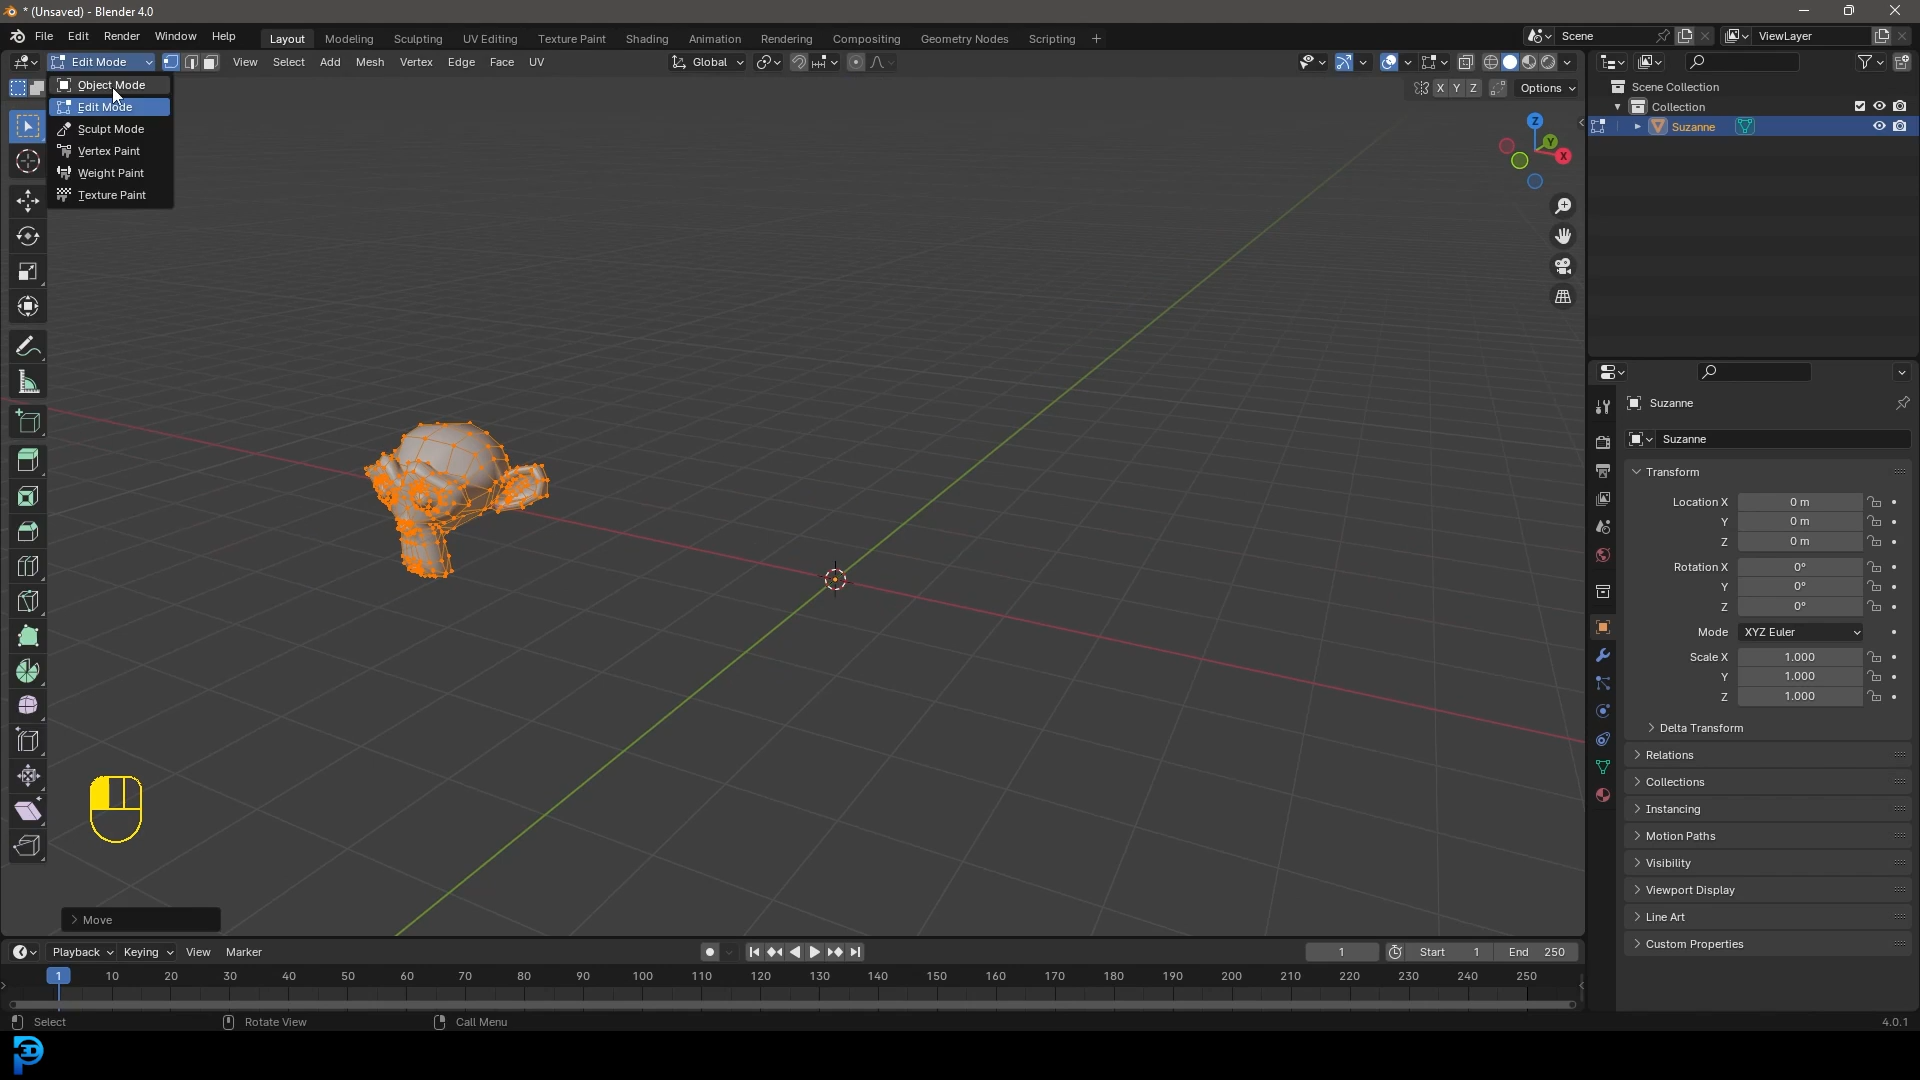 * (Unsaved) - Blender 4.0
File Edit Render Window Help
Layout Modeling Sculpting UV Editing Texture Paint Shading Animation Rendering Compositing Geometry Nodes Scripting +
Scene
ViewLayer
Edit Mode
View Select Add Mesh Vertex Edge Face UV
Global
X Y Z
Options
Object Mode
Edit Mode
Sculpt Mode
Vertex Paint
Weight Paint
Texture Paint
Z
Y
X
Scene Collection
Collection
Suzanne
Suzanne
Suzanne
Transform
Location X 0 m
Y 0 m
Z 0 m
Rotation X 0°
Y 0°
Z 0°
Mode XYZ Euler
Scale X 1.000
Y 1.000
Z 1.000
Delta Transform
Relations
Collections
Instancing
Motion Paths
Visibility
Viewport Display
Line Art
Custom Properties
Move
Playback Keying View Marker
1
Start 1
End 250
1 10 20 30 40 50 60 70 80 90 100 110 120 130 140 150 160 170 180 190 200 210 220 230 240 250
Select
Rotate View
Call Menu
4.0.1
3D